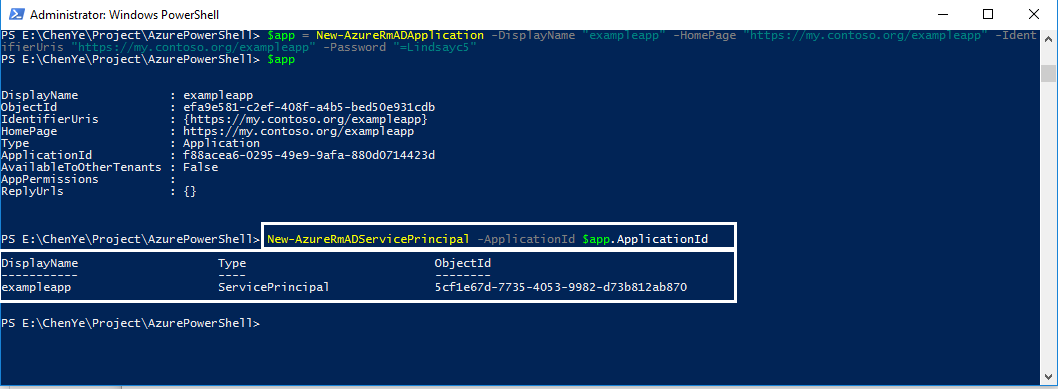 Administrator: Windows PowerShell
PS E:\ChenYe\Project\AzurePowerShell> $app = New-AzureRmADApplication -DisplayName "exampleapp" -HomePage "https://my.contoso.org/exampleapp" -Ident
ifierUris "https://my.contoso.org/exampleapp" -Password "=Lindsayc5"
PS E:\ChenYe\Project\AzurePowerShell> $app
DisplayName : exampleapp
ObjectId : efa9e581-c2ef-408f-a4b5-bed50e931cdb
IdentifierUris : {https://my.contoso.org/exampleapp}
HomePage : https://my.contoso.org/exampleapp
Type : Application
ApplicationId : f88acea6-0295-49e9-9afa-880d0714423d
AvailableToOtherTenants : False
AppPermissions :
ReplyUrls : {}
PS E:\ChenYe\Project\AzurePowerShell> New-AzureRmADServicePrincipal -ApplicationId $app.ApplicationId
DisplayName Type ObjectId
----------- ---- --------
exampleapp ServicePrincipal 5cf1e67d-7735-4053-9982-d73b812ab870
PS E:\ChenYe\Project\AzurePowerShell>